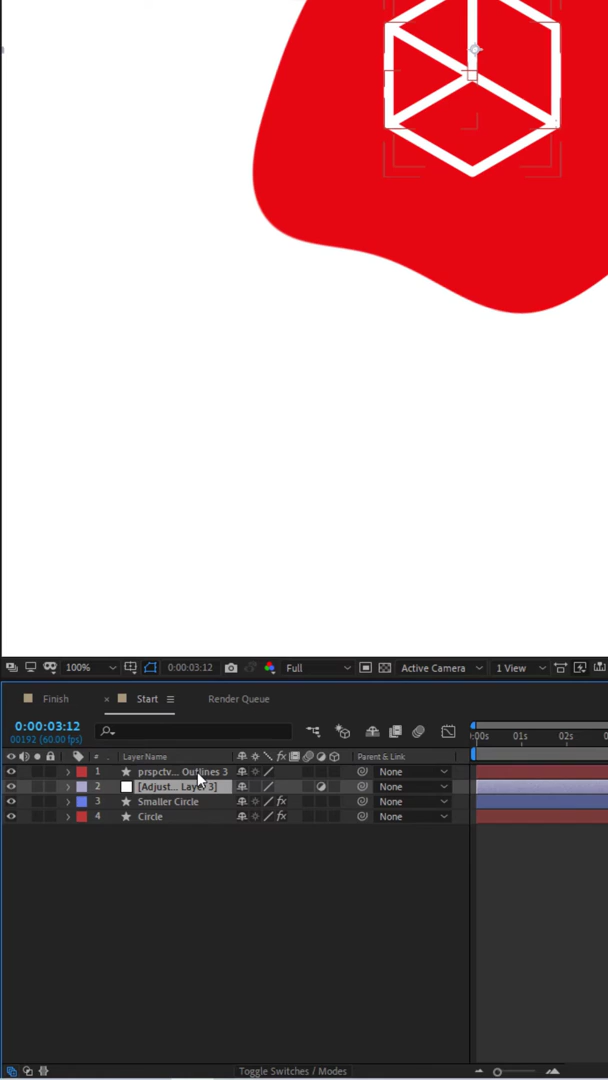 100% 0:00:03:12 Full Active Camera 1 View
Finish Start Render Queue
0:00:03:12
00192 (60.00 fps)
:00s 01s 02s
# Layer Name Parent & Link
1 prspctv... Outlines 3 None
2 [Adjust... Layer 3] None
3 Smaller Circle fx None
4 Circle fx None
Toggle Switches / Modes